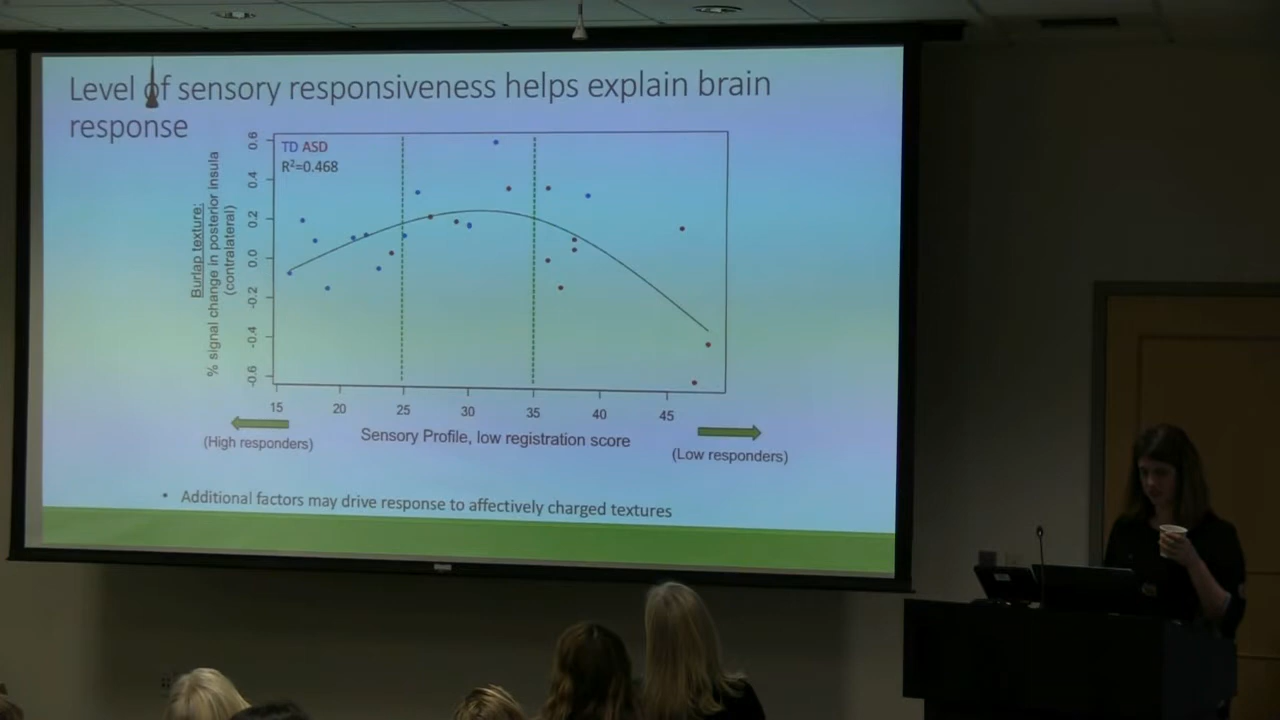 Level of sensory responsiveness helps explain brain
response
TD ASD
R²=0.468
Burlap texture:
% signal change in posterior insula
(contralateral)
0.6
0.4
0.2
0.0
-0.2
-0.4
-0.6
15 20 25 30 35 40 45
(High responders)
Sensory Profile, low registration score
(Low responders)
• Additional factors may drive response to affectively charged textures